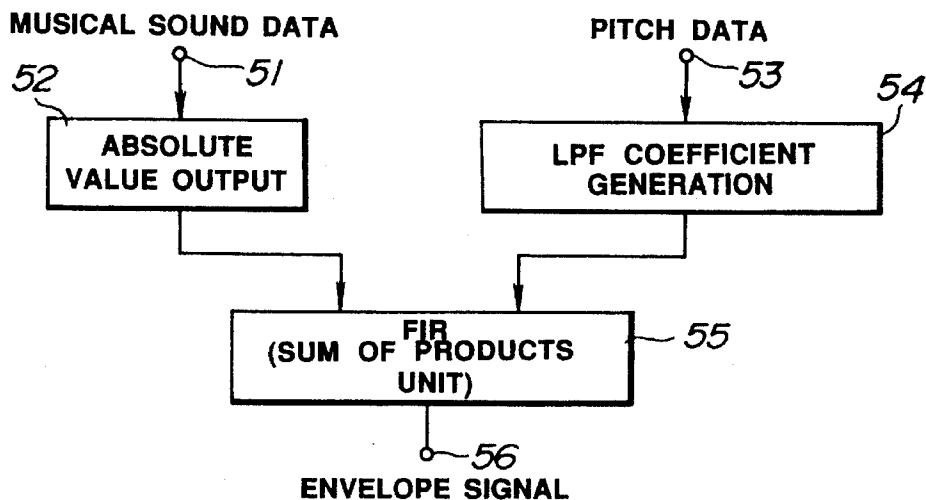 MUSICAL SOUND DATA
PITCH DATA
51
53
52
54
ABSOLUTE
VALUE OUTPUT
LPF COEFFICIENT
GENERATION
FIR
(SUM OF PRODUCTS
UNIT)
55
56
ENVELOPE SIGNAL